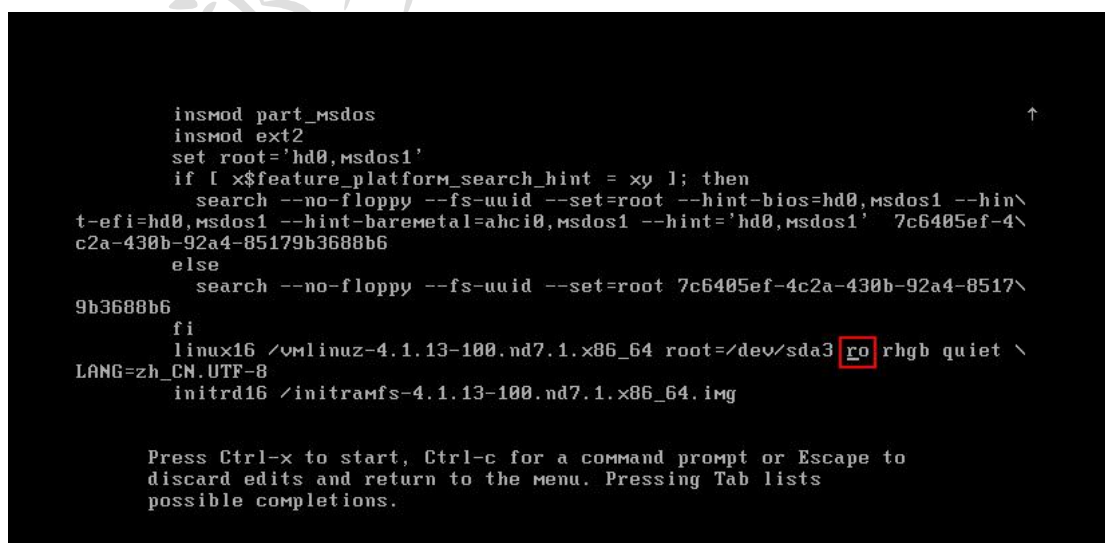 insmod part_msdos ↑
insmod ext2
set root='hd0,msdos1'
if [ x$feature_platform_search_hint = xy ]; then
search --no-floppy --fs-uuid --set=root --hint-bios=hd0,msdos1 --hin\
t-efi=hd0,msdos1 --hint-baremetal=ahci0,msdos1 --hint='hd0,msdos1' 7c6405ef-4\
c2a-430b-92a4-85179b3688b6
else
search --no-floppy --fs-uuid --set=root 7c6405ef-4c2a-430b-92a4-8517\
9b3688b6
fi
linux16 /vmlinuz-4.1.13-100.nd7.1.x86_64 root=/dev/sda3 ro rhgb quiet \
LANG=zh_CN.UTF-8
initrd16 /initramfs-4.1.13-100.nd7.1.x86_64.img
Press Ctrl-x to start, Ctrl-c for a command prompt or Escape to
discard edits and return to the menu. Pressing Tab lists
possible completions.